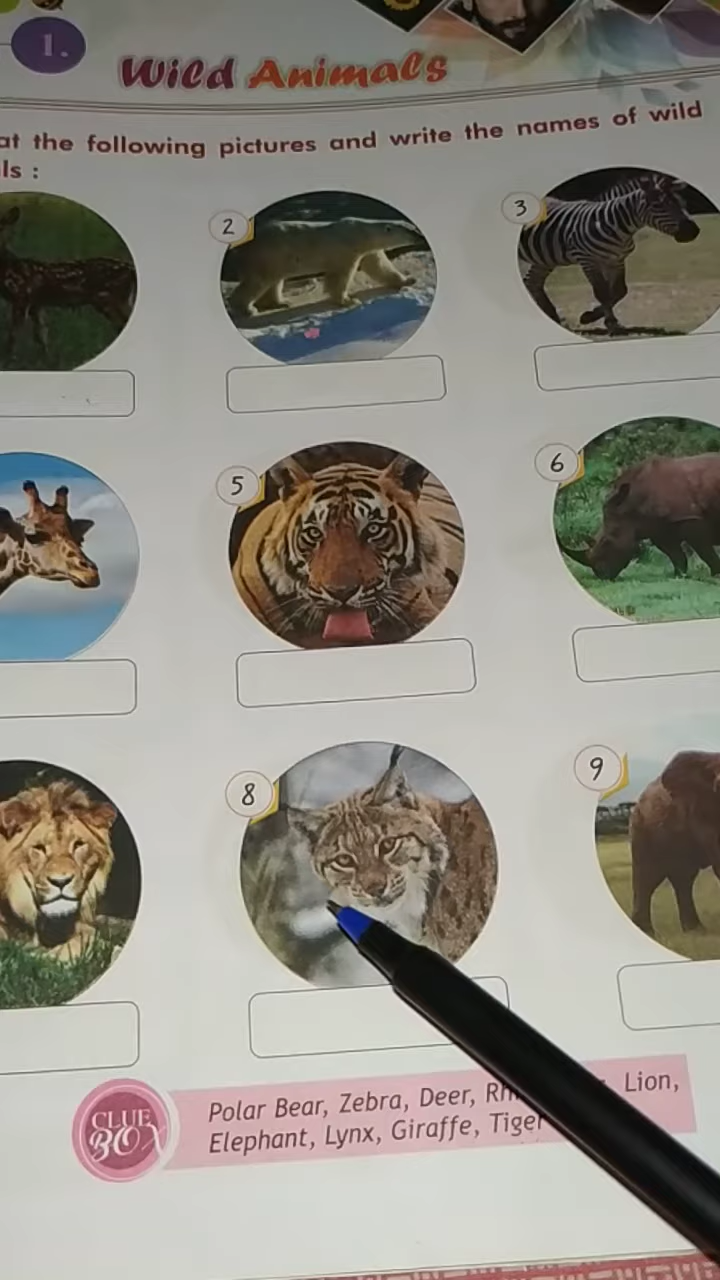 1.
Wild Animals
at the following pictures and write the names of wild
ls :
2
3
5
6
8
9
CLUE
BOX
Polar Bear, Zebra, Deer, Lion,
Elephant, Lynx, Giraffe, Tiger